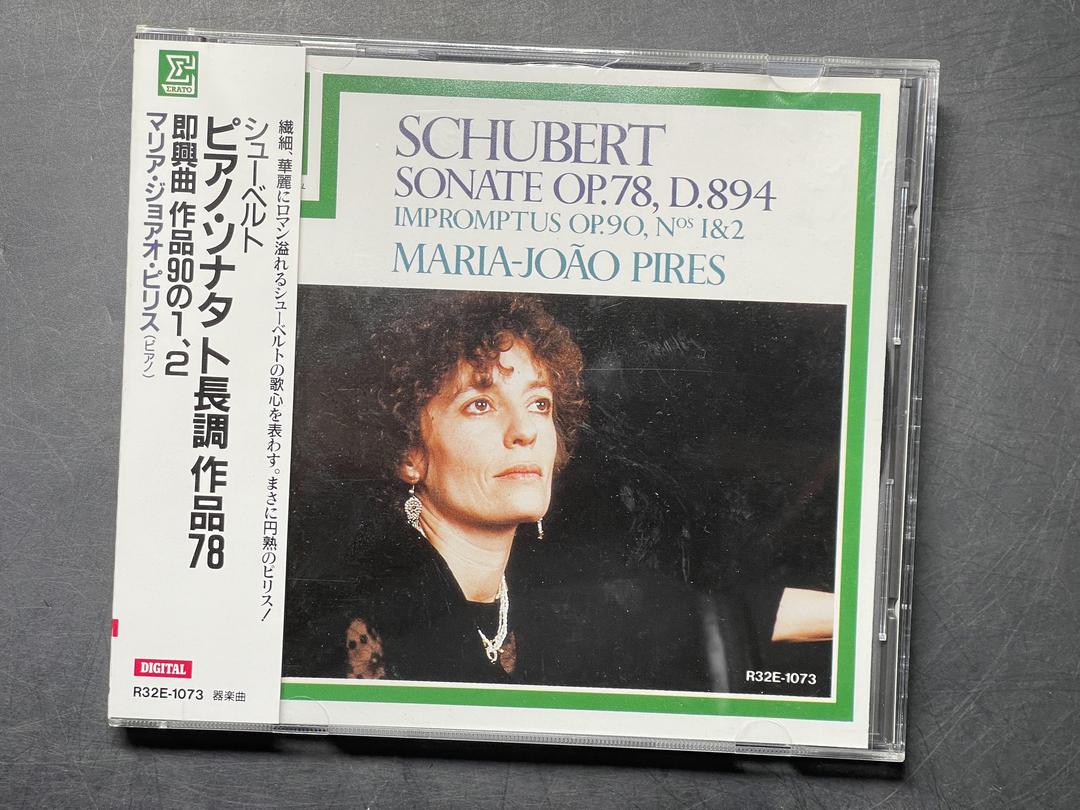 ERATO
繊細、華麗にロマン溢れるシューベルトの歌心を表わす。まさに円熟のピリス!
シューベルト
ピアノ・ソナタ ト長調 作品78
即興曲 作品90の1、2
マリア・ジョアオ・ピリス(ピアノ)
DIGITAL
R32E-1073 器楽曲
SCHUBERT
SONATE OP.78, D.894
IMPROMPTUS OP.90, Nos 1&2
MARIA-JOÃO PIRES
R32E-1073